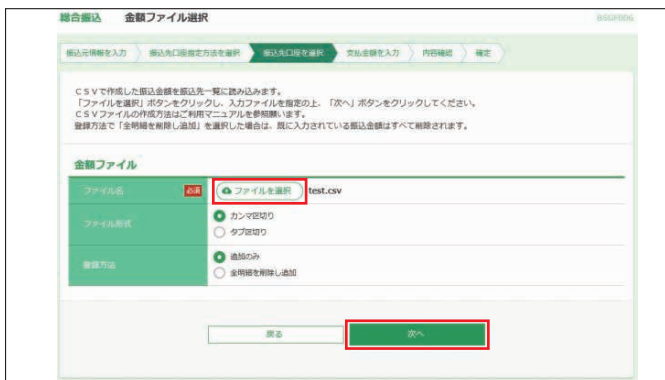 総合振込 金額ファイル選択 BSOF006
振込元情報を入力 振込先口座指定方法を選択 振込先口座を選択 支払金額を入力 内容確認 確定
CSVで作成した振込金額を振込先一覧に読み込みます。
「ファイルを選択」ボタンをクリックし、入力ファイルを指定の上、「次へ」ボタンをクリックしてください。
CSVファイルの作成方法はご利用マニュアルを参照願います。
登録方法で「全明細を削除し追加」を選択した場合は、既に入力されている振込金額はすべて削除されます。
金額ファイル
ファイル名 必須 ファイルを選択 test.csv
ファイル形式
カンマ区切り
タブ区切り
登録方法
追加のみ
全明細を削除し追加
戻る 次へ